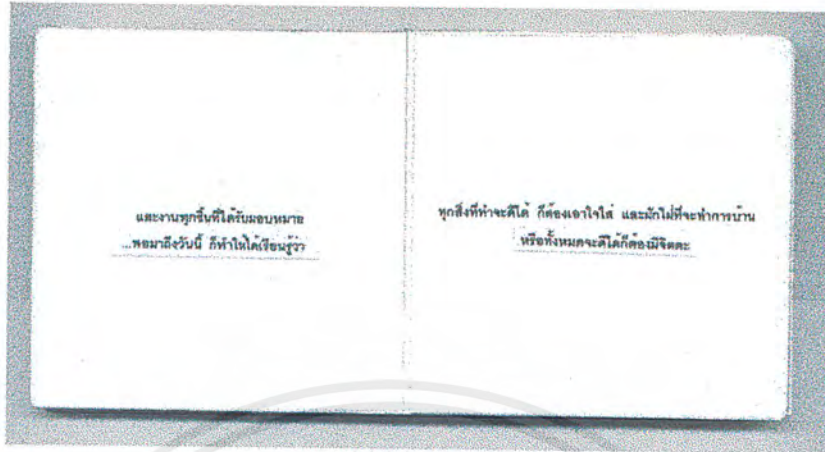 และงานทุกชิ้นที่ได้รับมอบหมาย
...พอมาถึงวันนี้ ก็ทำให้ได้เรียนรู้ว่า
ทุกสิ่งที่ทำจะดีได้ ก็ต้องเอาใจใส่ และฝักใฝ่ที่จะทำการบ้าน
หรือทั้งหมดจะดีได้ก็ต้องมีจิตตะ